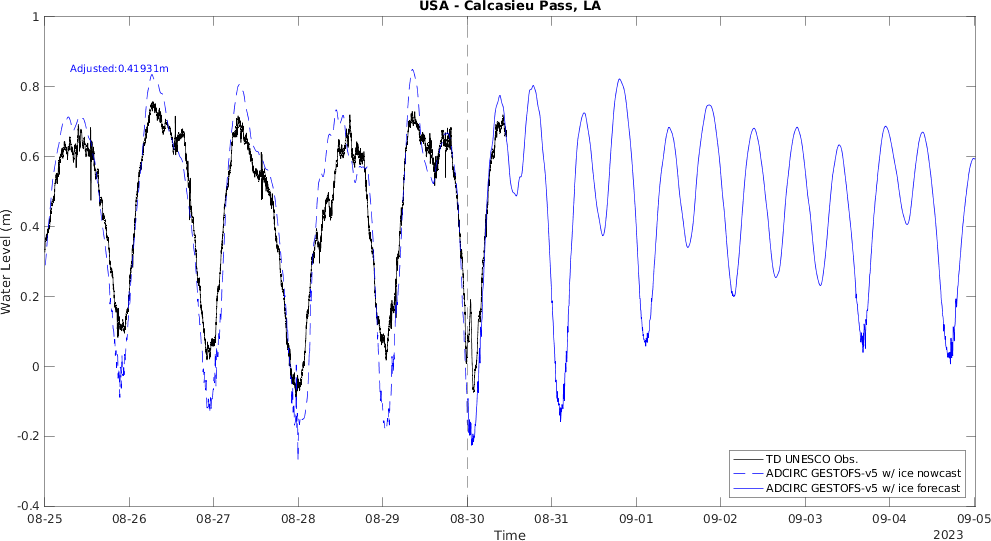 USA - Calcasieu Pass, LA
1
0.8
0.6
0.4
0.2
0
-0.2
-0.4
Water Level (m)
Adjusted:0.41931m
TD UNESCO Obs.
ADCIRC GESTOFS-v5 w/ ice nowcast
ADCIRC GESTOFS-v5 w/ ice forecast
08-25 08-26 08-27 08-28 08-29 08-30 08-31 09-01 09-02 09-03 09-04 09-05
Time
2023